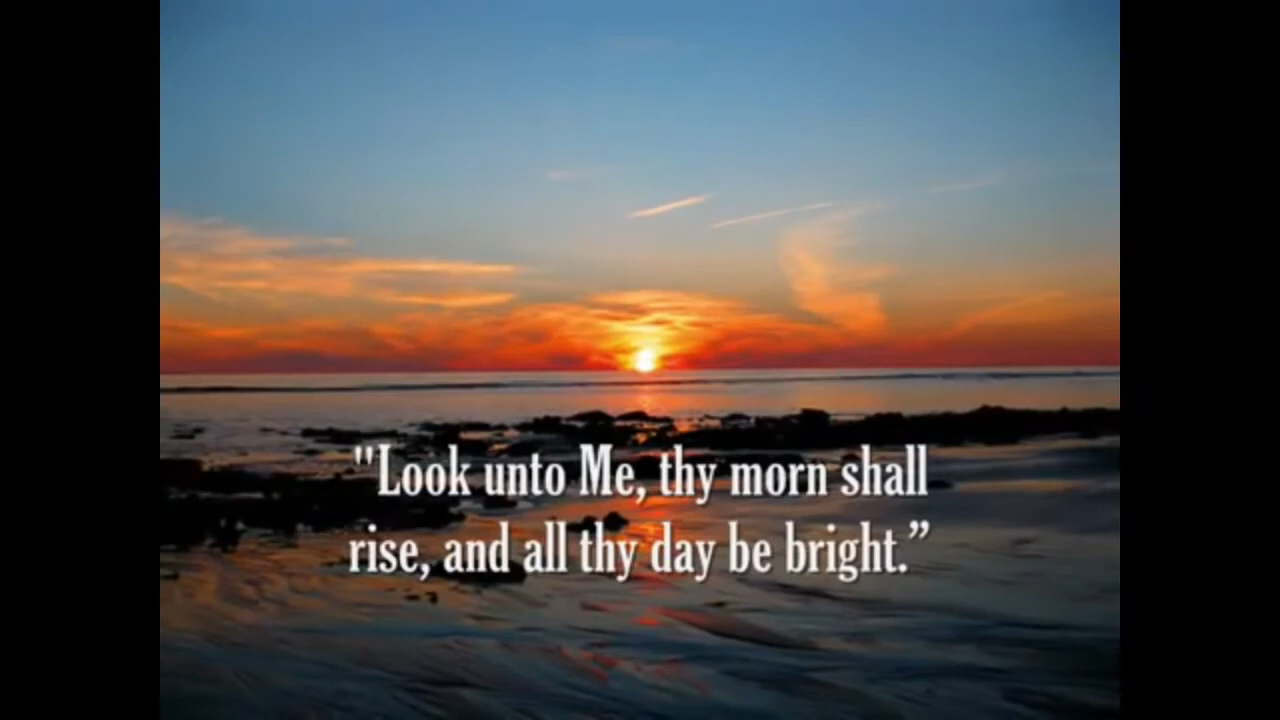 "Look unto Me, thy morn shall
rise, and all thy day be bright.”